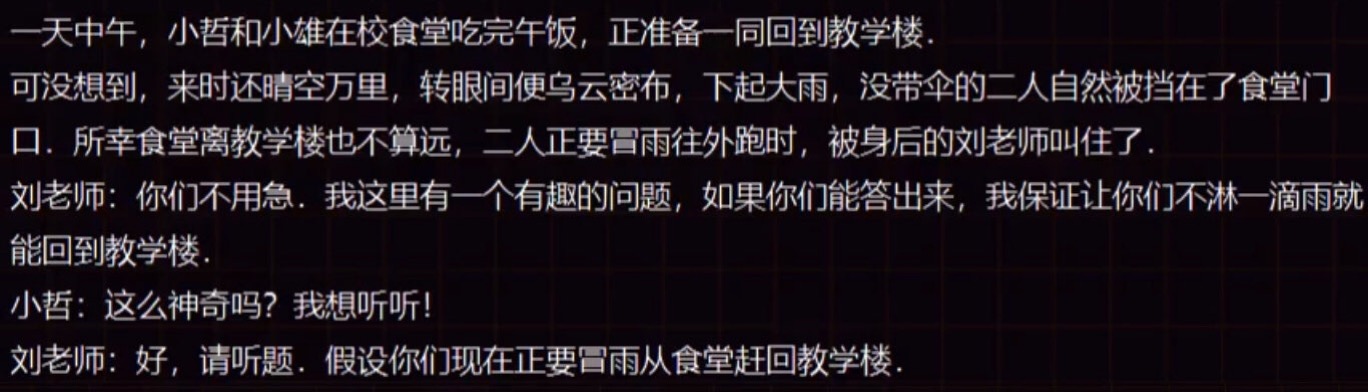 一天中午，小哲和小雄在校食堂吃完午饭，正准备一同回到教学楼．
可没想到，来时还晴空万里，转眼间便乌云密布，下起大雨，没带伞的二人自然被挡在了食堂门
口．所幸食堂离教学楼也不算远，二人正要冒雨往外跑时，被身后的刘老师叫住了．
刘老师：你们不用急．我这里有一个有趣的问题，如果你们能答出来，我保证让你们不淋一滴雨就
能回到教学楼．
小哲：这么神奇吗？我想听听！
刘老师：好，请听题．假设你们现在正要冒雨从食堂赶回教学楼．